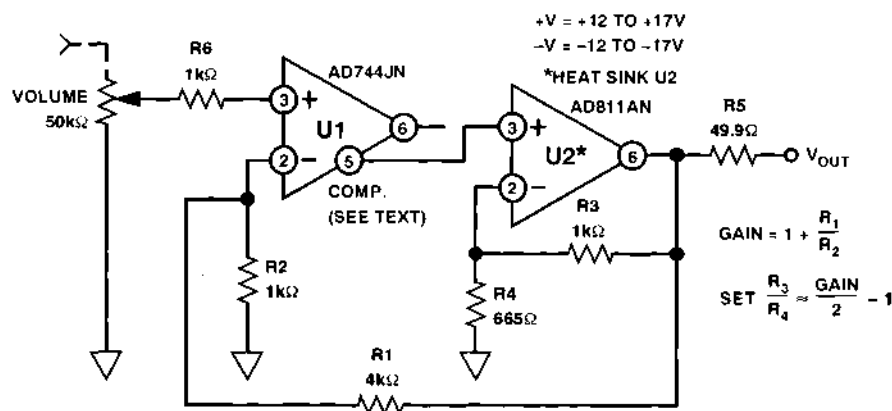 +V = +12 TO +17V
−V = −12 TO −17V
*HEAT SINK U2
R6
1kΩ
AD744JN
AD811AN
R5
49.9Ω
VOLUME
50kΩ
3
+
U1
6
2
−
5
COMP.
(SEE TEXT)
3
+
U2*
6
2
−
VOUT
R3
1kΩ
R2
1kΩ
R4
665Ω
R1
4kΩ
GAIN = 1 + R1/R2
SET R3/R4 ≈ GAIN/2 − 1